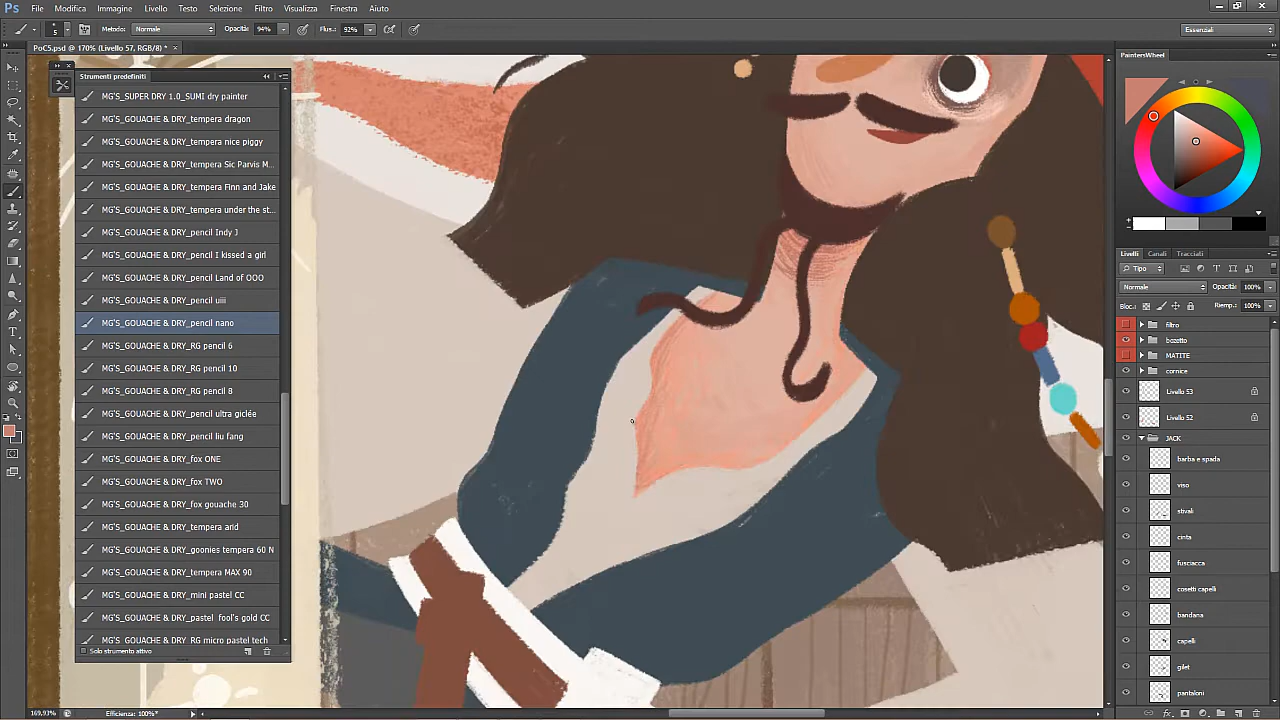 Ps File Modifica Immagine Livello Testo Selezione Filtro Visualizza Finestra Aiuto
5 Metodo: Normale Opacità: 94% Flus.: 92% Essenziali
PoC5.psd @ 170% (Livello 57, RGB/8) * ×
PaintersWheel
Strumenti predefiniti
MG'S_SUPER DRY 1.0_SUMI dry painter
MG'S_GOUACHE & DRY_tempera dragon
MG'S_GOUACHE & DRY_tempera nice piggy
MG'S_GOUACHE & DRY_tempera Sic Parvis M...
MG'S_GOUACHE & DRY_tempera Finn and Jake
MG'S_GOUACHE & DRY_tempera under the st...
MG'S_GOUACHE & DRY_pencil Indy J
MG'S_GOUACHE & DRY_pencil I kissed a girl
MG'S_GOUACHE & DRY_pencil Land of OOO
MG'S_GOUACHE & DRY_pencil uiii
MG'S_GOUACHE & DRY_pencil nano
MG'S_GOUACHE & DRY_RG pencil 6
MG'S_GOUACHE & DRY_RG pencil 10
MG'S_GOUACHE & DRY_RG pencil 8
MG'S_GOUACHE & DRY_pencil ultra giclée
MG'S_GOUACHE & DRY_pencil liu fang
MG'S_GOUACHE & DRY_fox ONE
MG'S_GOUACHE & DRY_fox TWO
MG'S_GOUACHE & DRY_fox gouache 30
MG'S_GOUACHE & DRY_tempera arid
MG'S_GOUACHE & DRY_goonies tempera 60 N
MG'S_GOUACHE & DRY_tempera MAX 90
MG'S_GOUACHE & DRY_mini pastel CC
MG'S_GOUACHE & DRY_pastel fool's gold CC
MG'S_GOUACHE & DRY_RG micro pastel tech
Solo strumento attivo
Livelli Canali Tracciati
Tipo
Normale Opacità: 100%
Bloc.: Riemp.: 100%
filtro
bozetto
MATITE
cornice
Livello 53
Livello 52
JACK
barba e spada
viso
stivali
cinta
fusciacca
cosetti capelli
bandana
capelli
gilet
pantaloni
169,93% Efficienza: 100%*